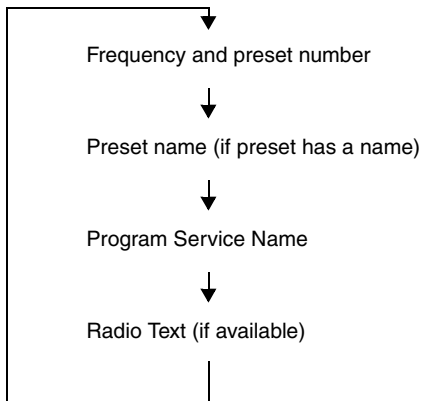 Frequency and preset number
Preset name (if preset has a name)
Program Service Name
Radio Text (if available)